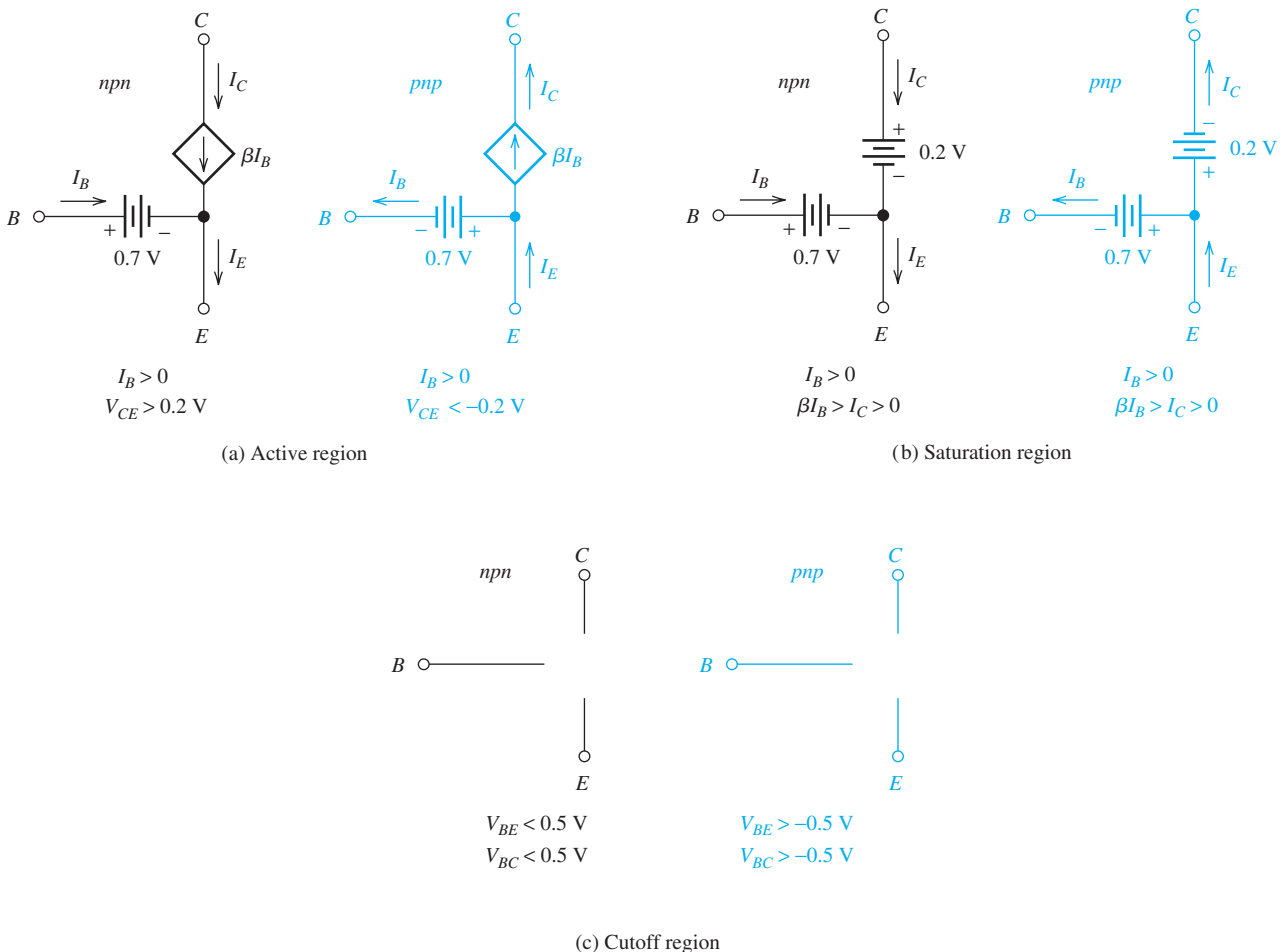 C
npn
I_C
βI_B
I_B
B
+ −
0.7 V
I_E
E
I_B > 0
V_CE > 0.2 V
C
pnp
I_C
βI_B
I_B
B
- +
0.7 V
I_E
E
I_B > 0
V_CE < −0.2 V
(a) Active region
C
npn
I_C
+
0.2 V
−
I_B
B
+ −
0.7 V
I_E
E
I_B > 0
βI_B > I_C > 0
C
pnp
I_C
−
0.2 V
+
I_B
B
- +
0.7 V
I_E
E
I_B > 0
βI_B > I_C > 0
(b) Saturation region
C
npn
B
E
V_BE < 0.5 V
V_BC < 0.5 V
C
pnp
B
E
V_BE > −0.5 V
V_BC > −0.5 V
(c) Cutoff region